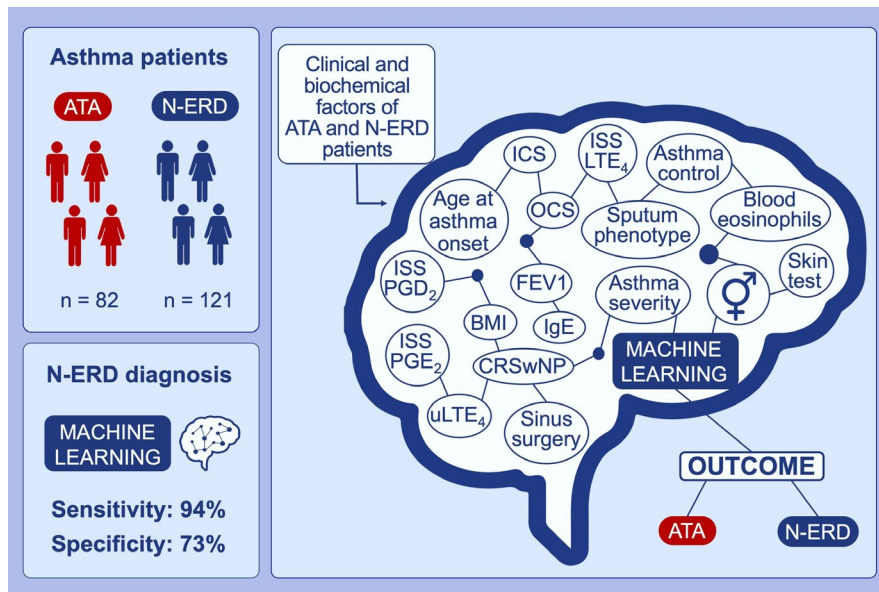 Asthma patients
ATA
N-ERD
n = 82
n = 121
N-ERD diagnosis
MACHINE
LEARNING
Sensitivity: 94%
Specificity: 73%
Clinical and
biochemical
factors of
ATA and N-ERD
patients
ICS
ISS
LTE₄
Asthma
control
Age at
asthma
onset
OCS
Sputum
phenotype
Blood
eosinophils
ISS
PGD₂
FEV1
Asthma
severity
Skin
test
BMI
IgE
ISS
PGE₂
CRSwNP
MACHINE
LEARNING
uLTE₄
Sinus
surgery
OUTCOME
ATA
N-ERD